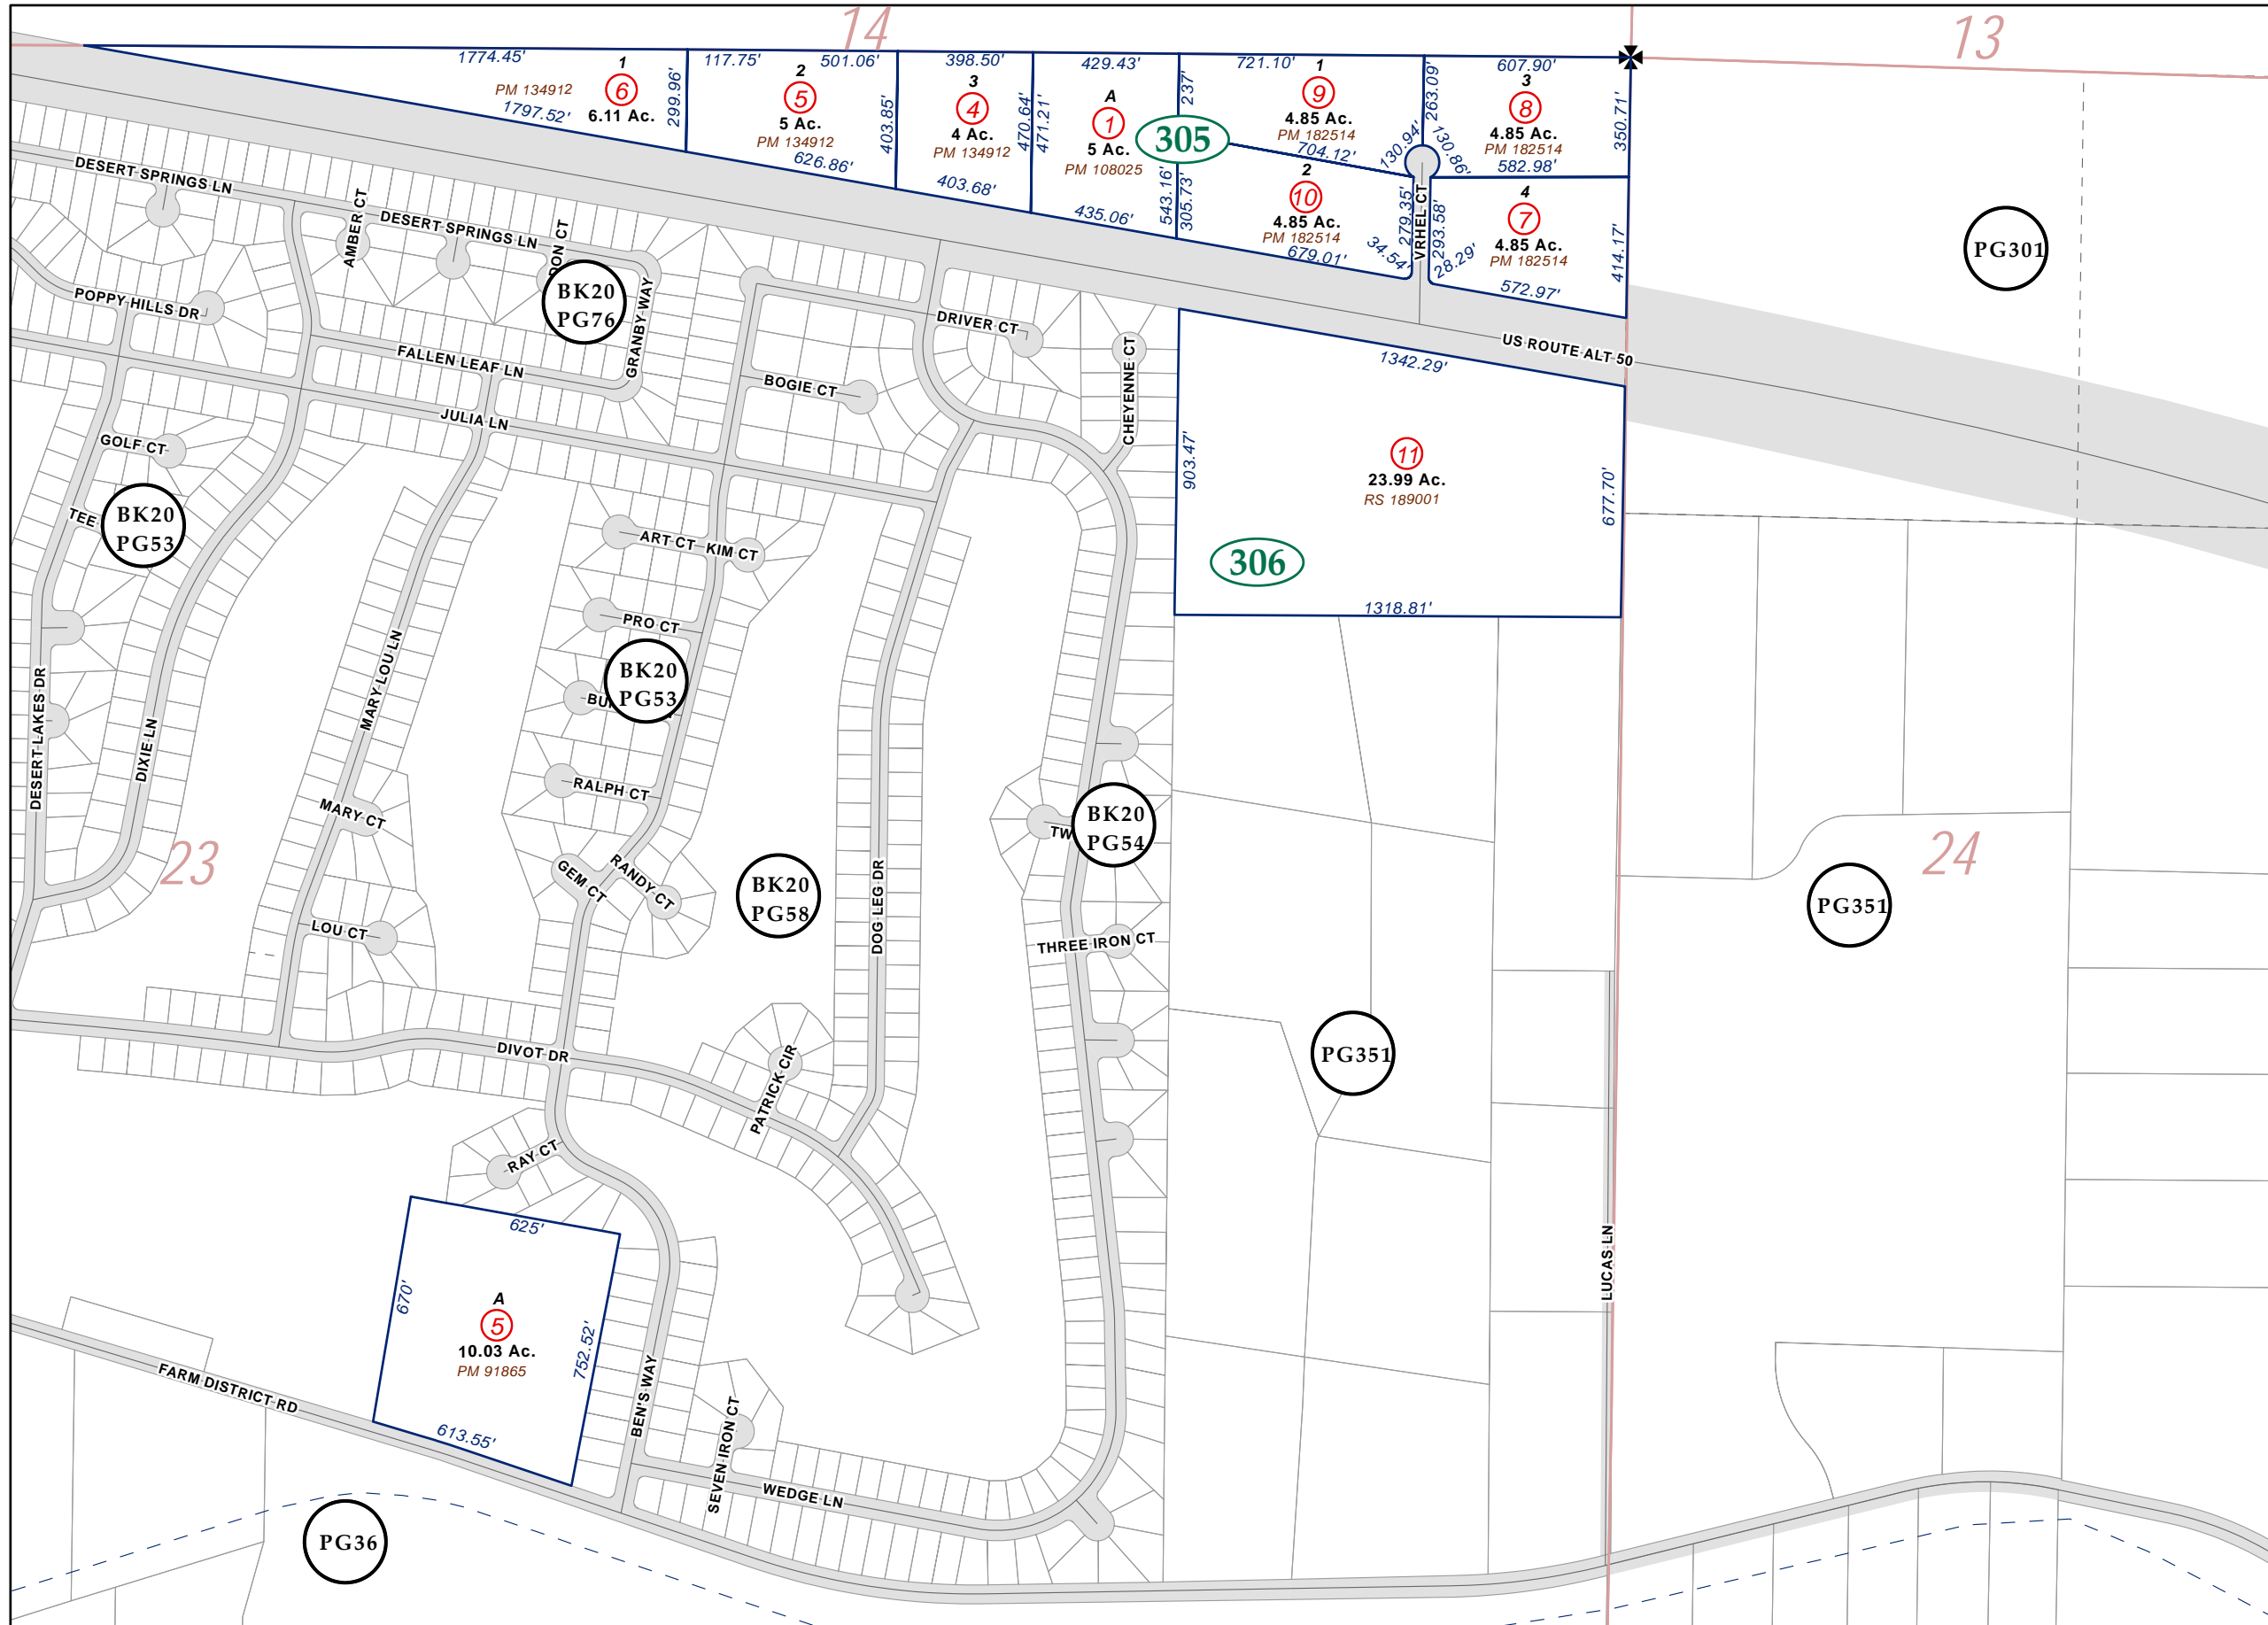 14
13
1774.45'
1
6
6.11 Ac.
PM 134912
1797.52'
299.96'
117.75'
501.06'
2
5
5 Ac.
PM 134912
626.86'
403.85'
398.50'
3
4
4 Ac.
PM 134912
403.68'
470.64'
471.21'
429.43'
A
1
5 Ac.
PM 108025
435.06'
543.16'
237'
305
305.73'
721.10'
1
9
4.85 Ac.
PM 182514
704.12'
2
10
4.85 Ac.
PM 182514
679.01'
263.09'
130.94'
130.86'
279.35'
293.58'
34.54'
28.29'
VRHEL CT
607.90'
3
8
4.85 Ac.
PM 182514
582.98'
350.71'
4
7
4.85 Ac.
PM 182514
572.97'
414.17'
PG301
US ROUTE ALT 50
DESERT SPRINGS LN
AMBER CT
DESERT SPRINGS LN
DON CT
BK20
PG76
GRANBY WAY
POPPY HILLS DR
FALLEN LEAF LN
JULIA LN
DRIVER CT
BOGIE CT
CHEYENNE CT
1342.29'
903.47'
11
23.99 Ac.
RS 189001
677.70'
306
1318.81'
GOLF CT
TEE
BK20
PG53
ART CT
KIM CT
PRO CT
BK20
PG53
BU
RALPH CT
GEM CT
RANDY CT
DESERT LAKES DR
DIXIE LN
MARY LOU LN
MARY CT
LOU CT
23
BK20
PG58
DOG LEG DR
BK20
PG54
TW
THREE IRON CT
24
PG351
PG351
LUCAS LN
DIVOT DR
PATRICK CIR
RAY CT
625'
670'
A
5
10.03 Ac.
PM 91865
752.52'
613.55'
BEN'S WAY
SEVEN IRON CT
WEDGE LN
FARM DISTRICT RD
PG36